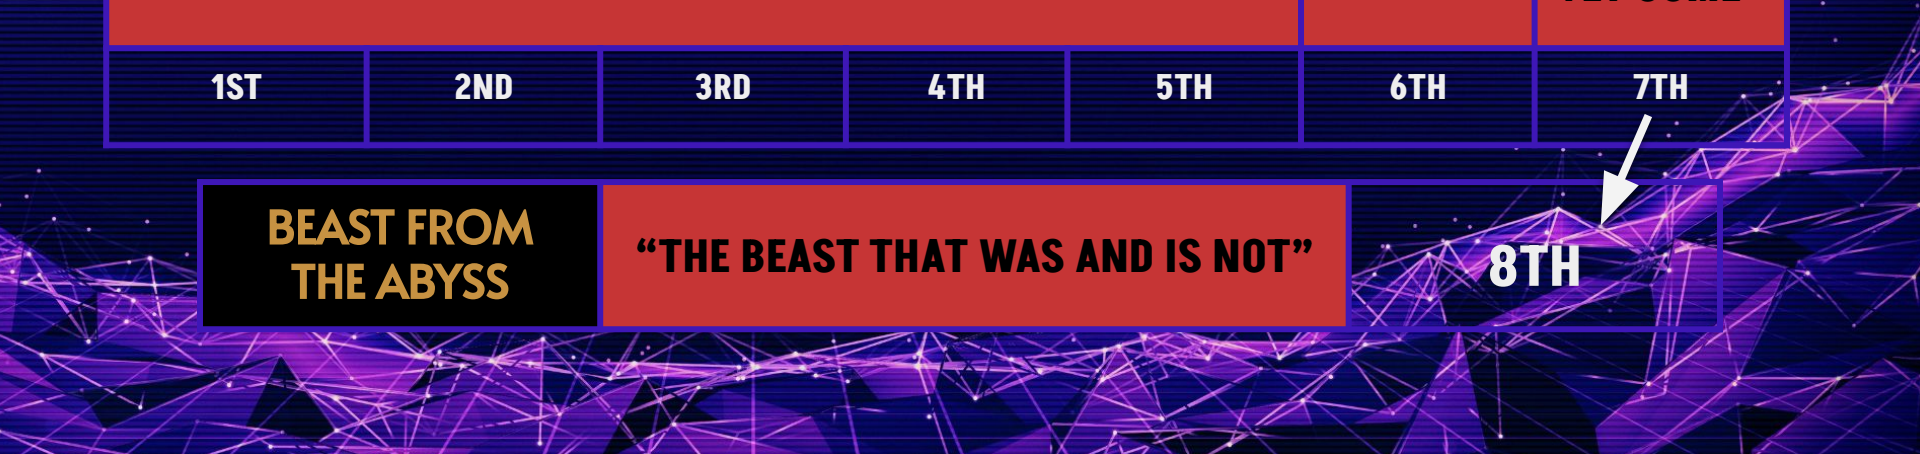 1ST 2ND 3RD 4TH 5TH 6TH 7TH
BEAST FROM
THE ABYSS
“THE BEAST THAT WAS AND IS NOT”
8TH